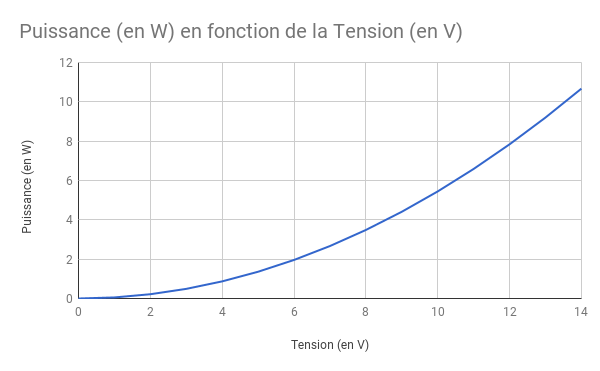 Puissance (en W) en fonction de la Tension (en V)
12
10
8
6
4
2
0
Puissance (en W)
0 2 4 6 8 10 12 14
Tension (en V)